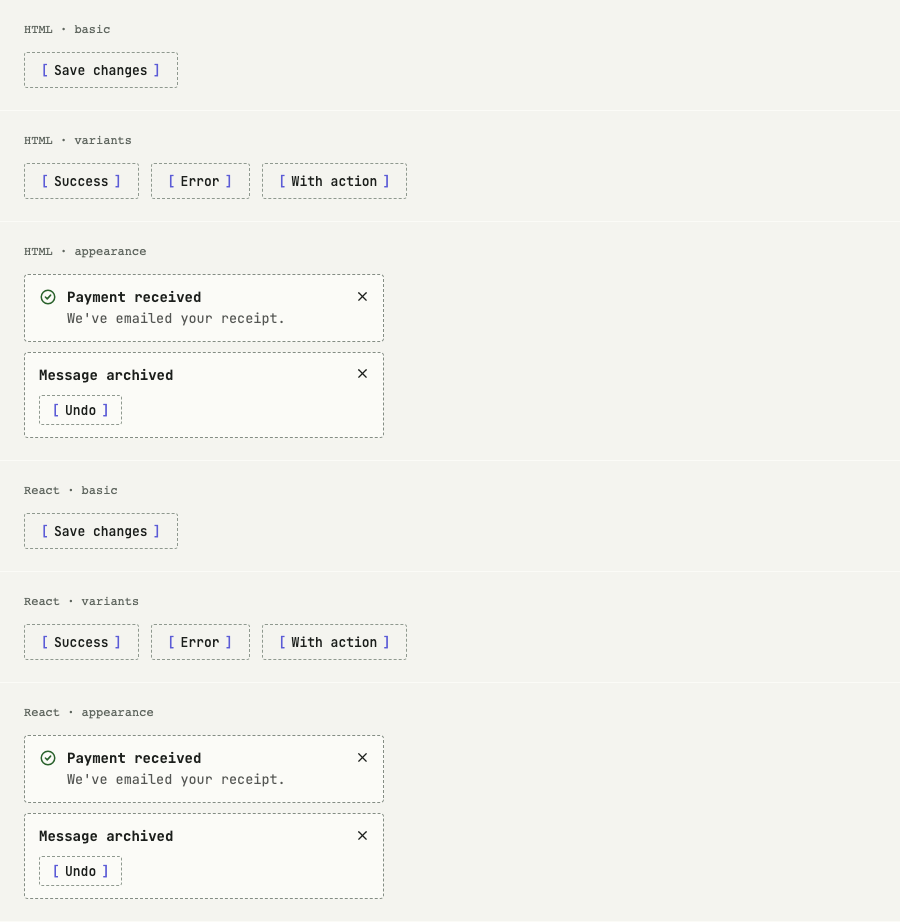 HTML · basic
[ Save changes ]
HTML · variants
[ Success ] [ Error ] [ With action ]
HTML · appearance
Payment received
We've emailed your receipt.
Message archived
[ Undo ]
React · basic
[ Save changes ]
React · variants
[ Success ] [ Error ] [ With action ]
React · appearance
Payment received
We've emailed your receipt.
Message archived
[ Undo ]